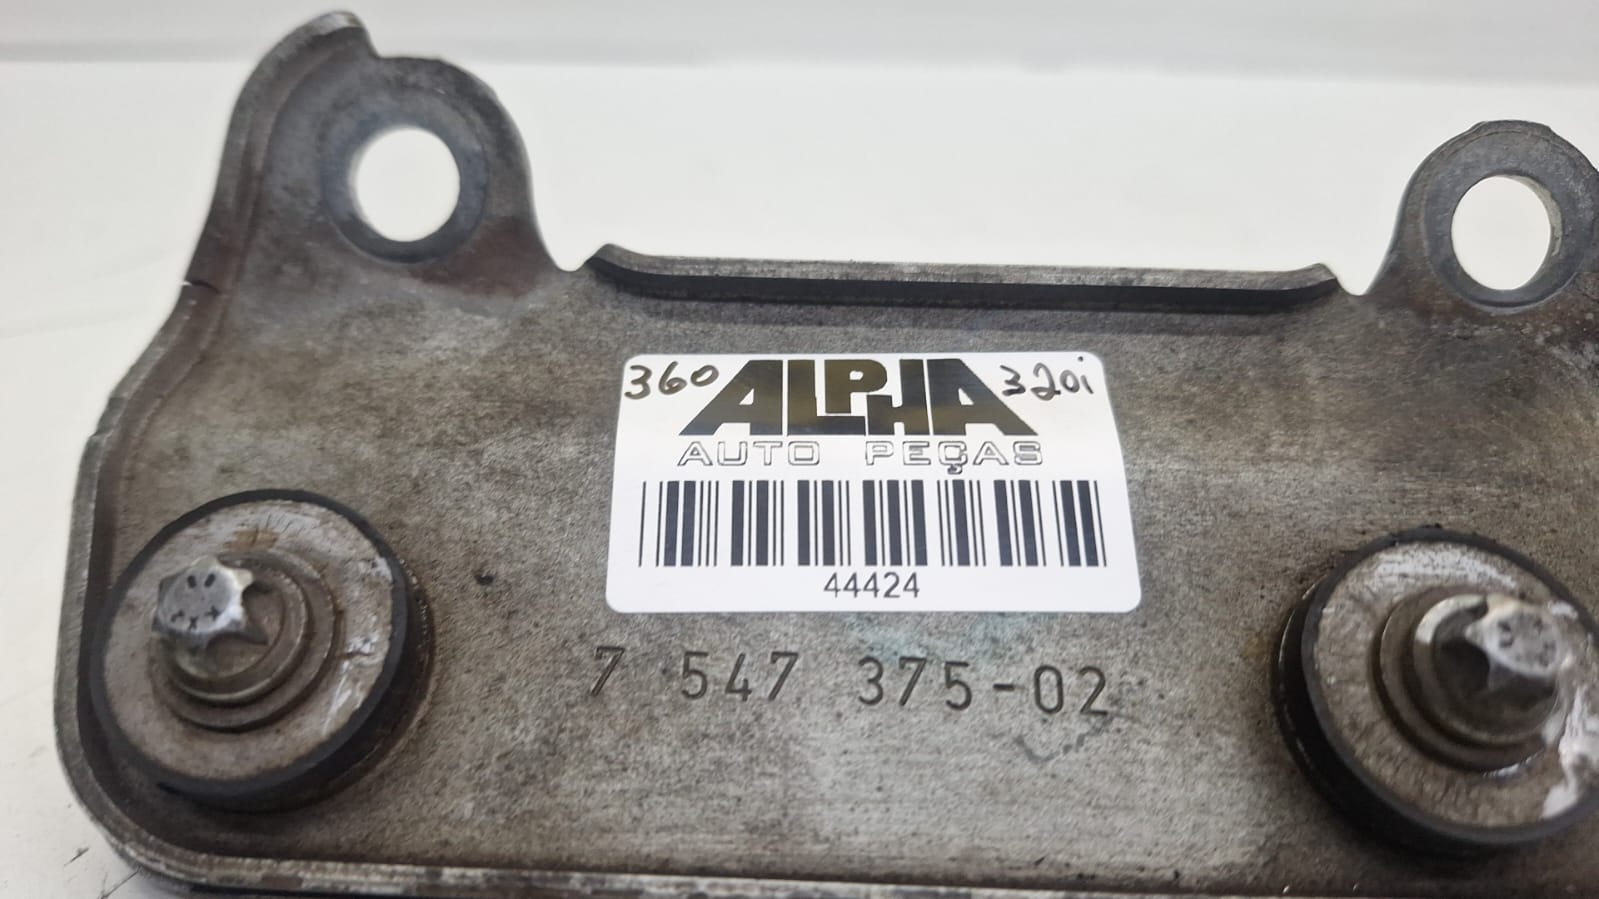 360 ALPHA 320i
AUTO PEÇAS
44424
7 547 375-02